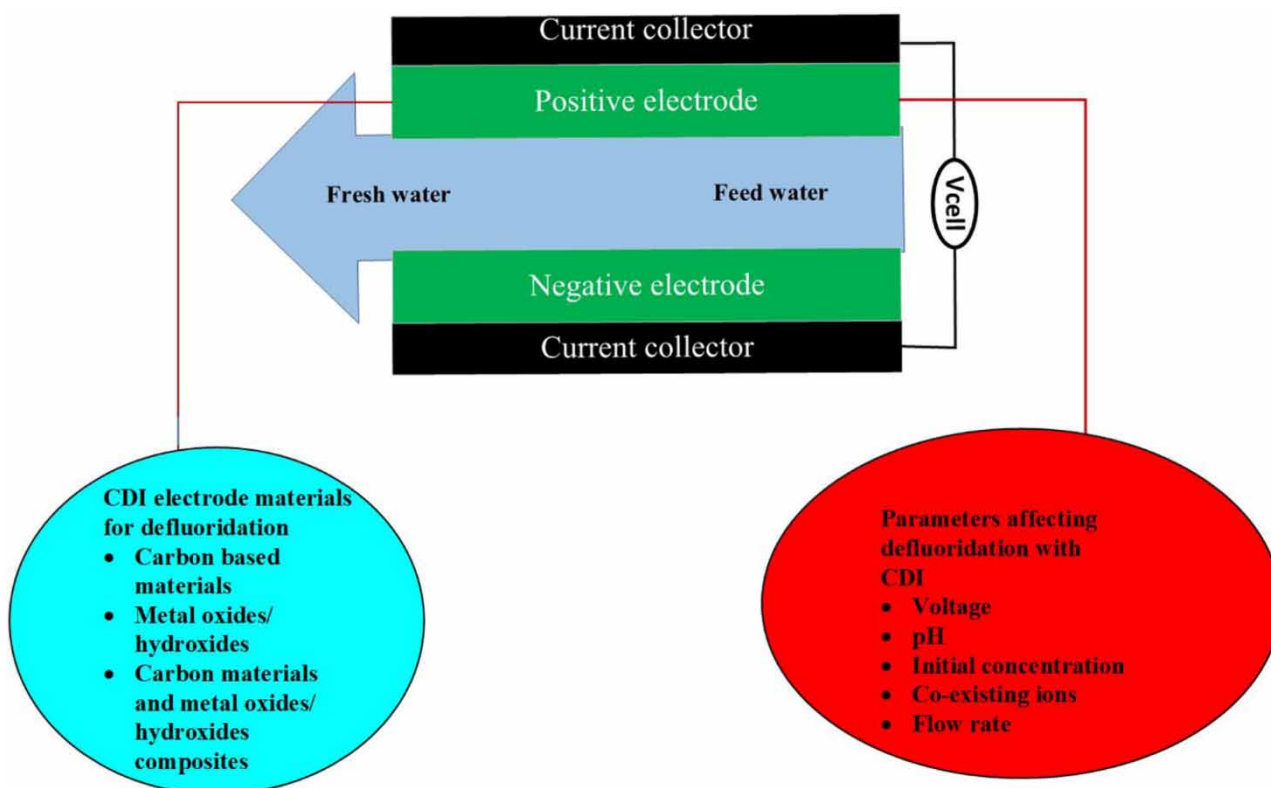 Current collector
Positive electrode
Fresh water
Feed water
Vcell
Negative electrode
Current collector
CDI electrode materials
for defluoridation
• Carbon based
materials
• Metal oxides/
hydroxides
• Carbon materials
and metal oxides/
hydroxides
composites
Parameters affecting
defluoridation with
CDI
• Voltage
• pH
• Initial concentration
• Co-existing ions
• Flow rate